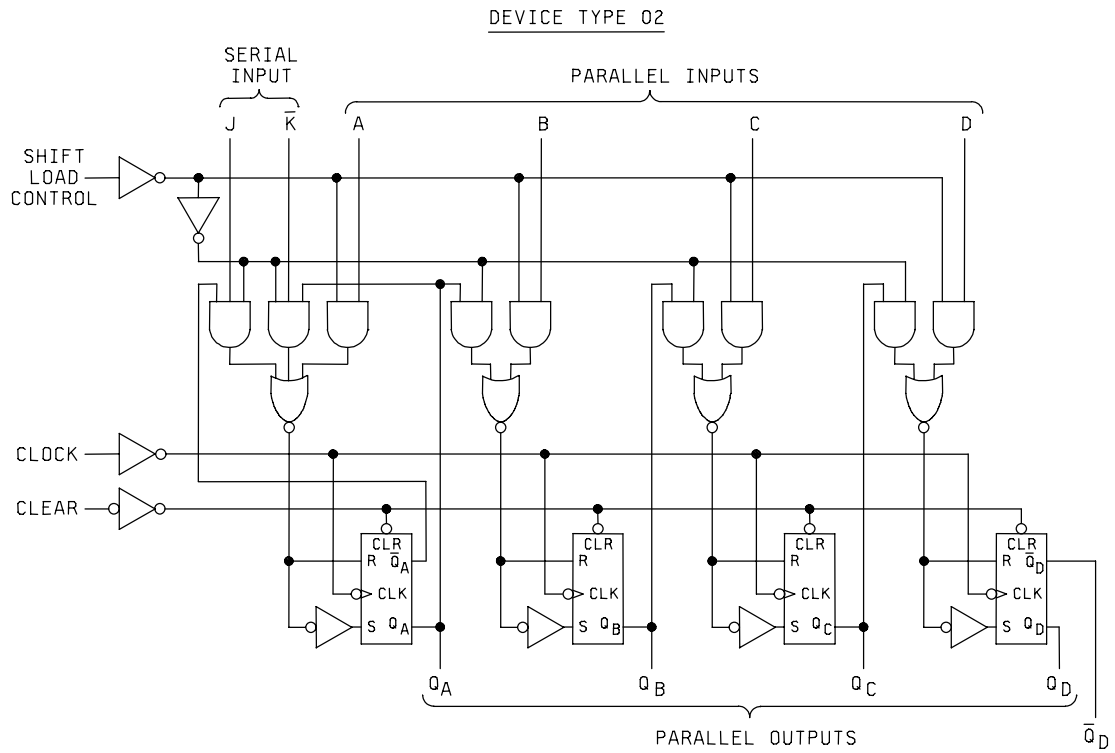 DEVICE TYPE 02
SERIAL
INPUT
PARALLEL INPUTS
J K̅ A B C D
SHIFT
LOAD
CONTROL
CLOCK
CLEAR
CLR CLR CLR CLR
R Q̅A R R R Q̅D
CLK CLK CLK CLK
S QA S QB S QC S QD
QA QB QC QD
PARALLEL OUTPUTS
Q̅D